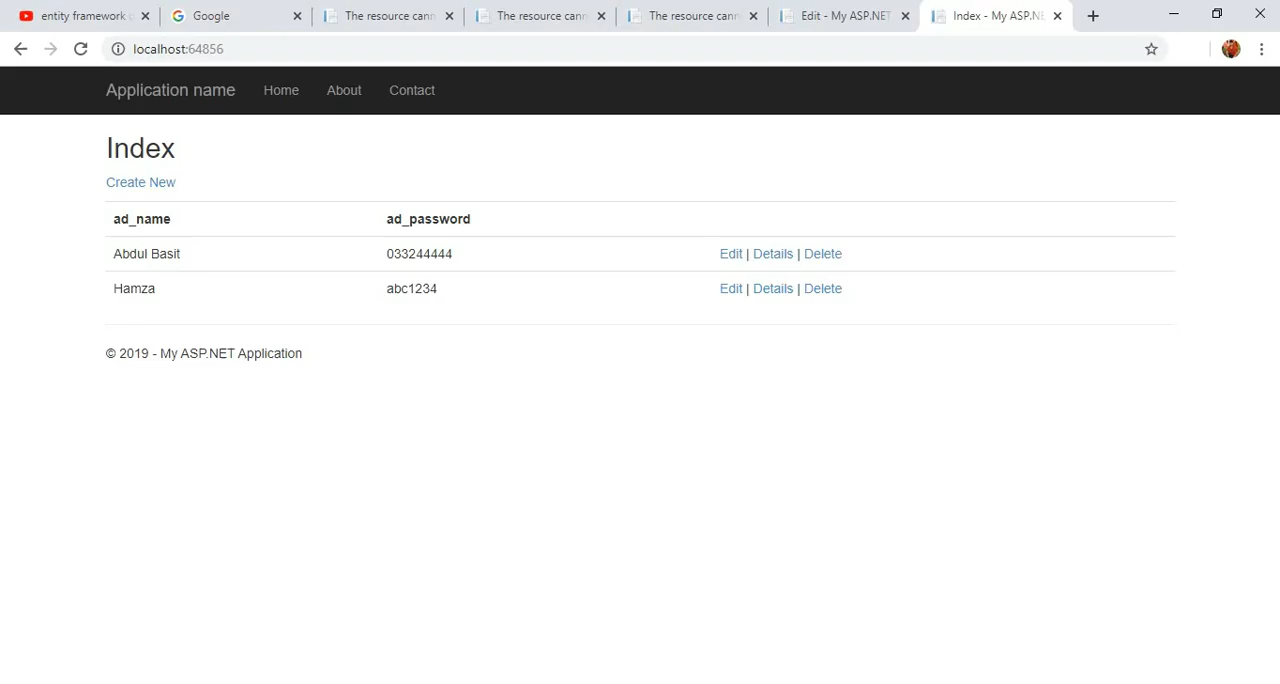 entity framework c Google The resource cann The resource cann The resource cann Edit - My ASP.NET Index - My ASP.NE
localhost:64856
Application name Home About Contact
Index
Create New
ad_name ad_password
Abdul Basit 033244444 Edit | Details | Delete
Hamza abc1234 Edit | Details | Delete
© 2019 - My ASP.NET Application